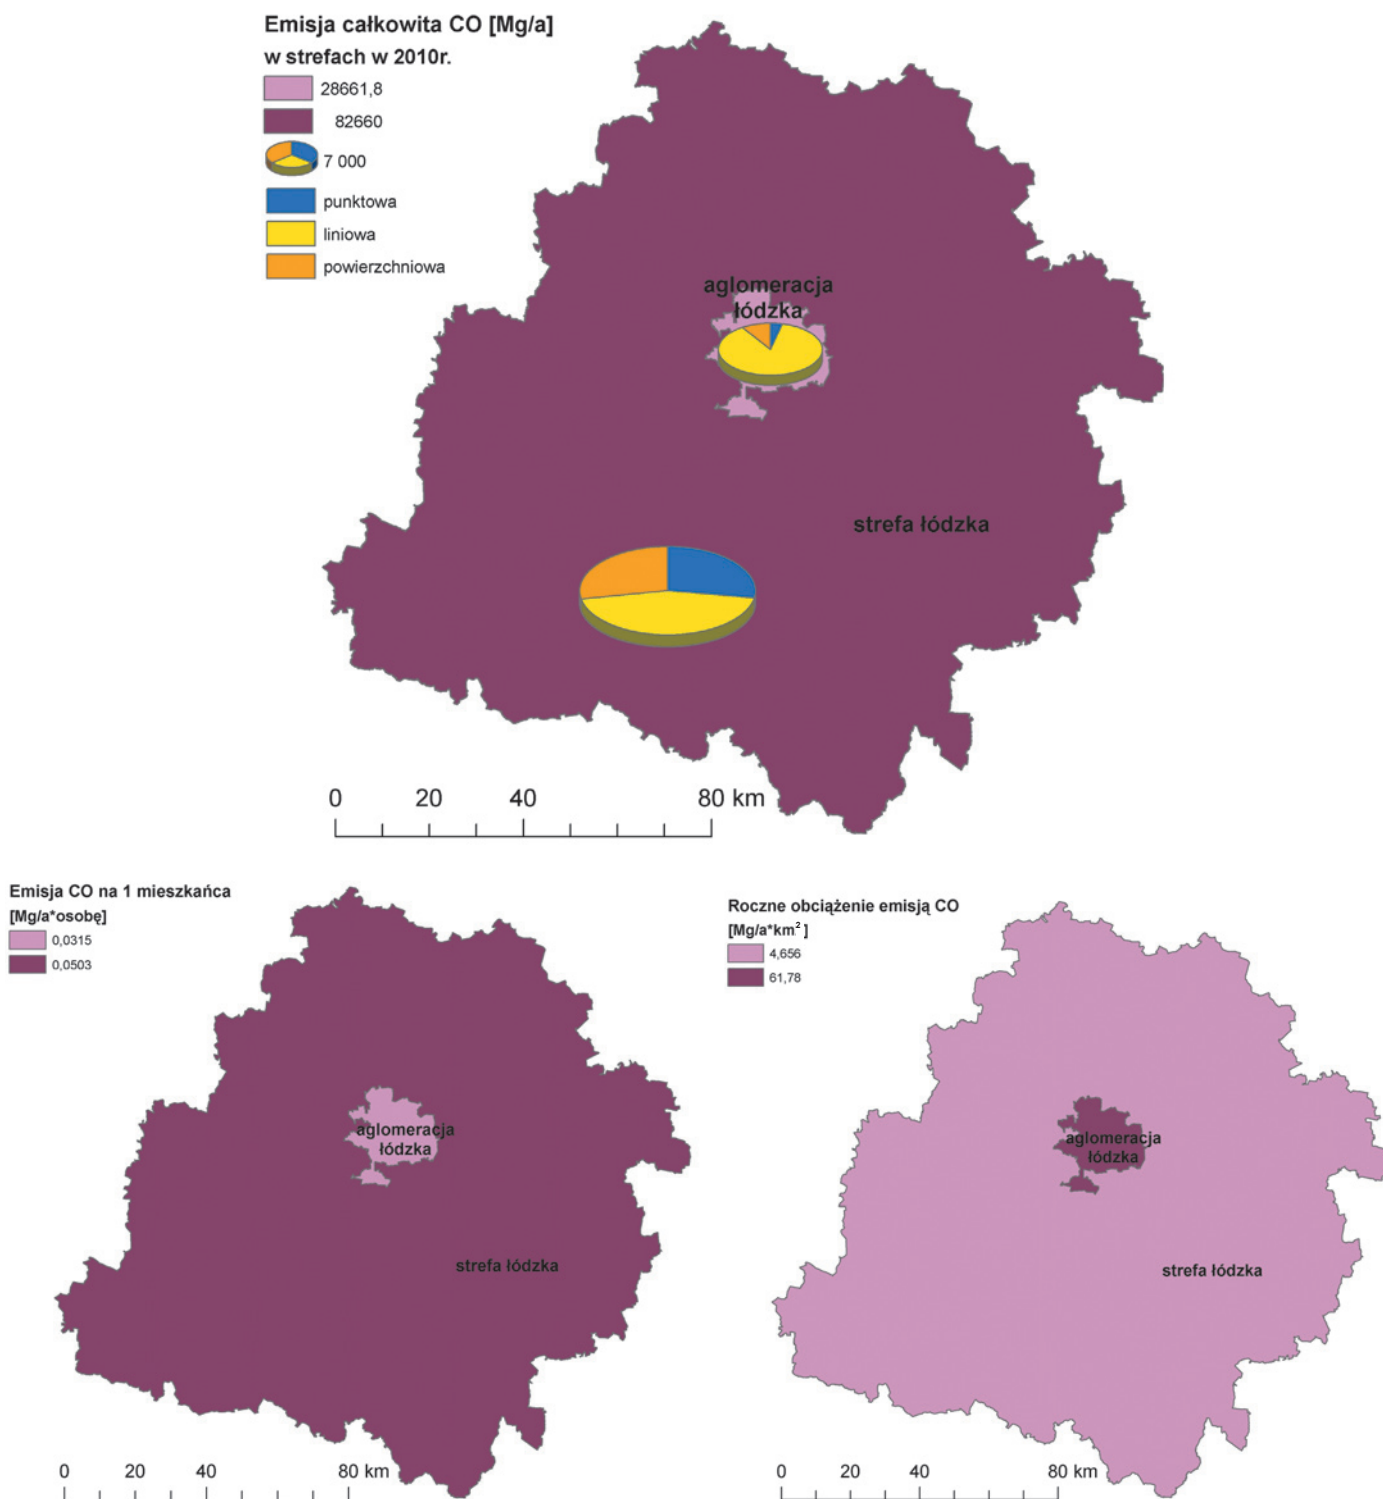 Emisja całkowita CO [Mg/a]
w strefach w 2010r.
28661,8
82660
7 000
punktowa
liniowa
powierzchniowa
aglomeracja
łódzka
strefa łódzka
0 20 40 80 km
Emisja CO na 1 mieszkańca
[Mg/a*osobę]
0,0315
0,0503
aglomeracja
łódzka
strefa łódzka
0 20 40 80 km
Roczne obciążenie emisją CO
[Mg/a*km²]
4,656
61,78
aglomeracja
łódzka
strefa łódzka
0 20 40 80 km